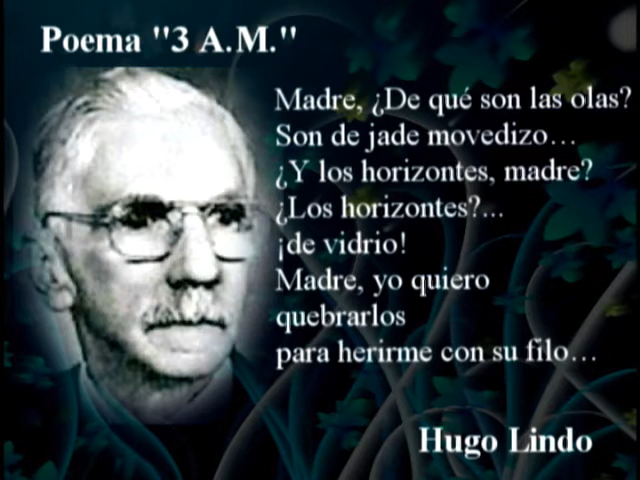 Poema "3 A.M."
Madre, ¿De qué son las olas?
Son de jade movedizo…
¿Y los horizontes, madre?
¿Los horizontes?...
¡de vidrio!
Madre, yo quiero
quebrarlos
para herirme con su filo…
Hugo Lindo